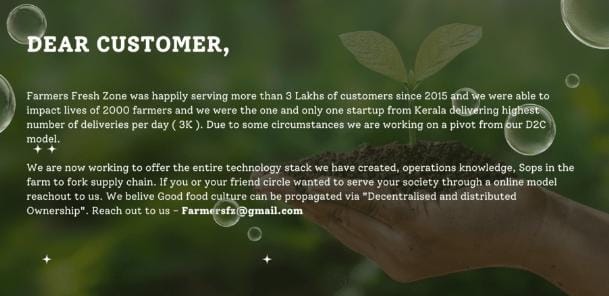 DEAR CUSTOMER,
Farmers Fresh Zone was happily serving more than 3 Lakhs of customers since 2015 and we were able to
impact lives of 2000 farmers and we were the one and only one startup from Kerala delivering highest
number of deliveries per day ( 3K ). Due to some circumstances we are working on a pivot from our D2C
model.
We are now working to offer the entire technology stack we have created, operations knowledge, Sops in the
farm to fork supply chain. If you or your friend circle wanted to serve your society through a online model
reachout to us. We belive Good food culture can be propagated via "Decentralised and distributed
Ownership". Reach out to us - Farmersfz@gmail.com